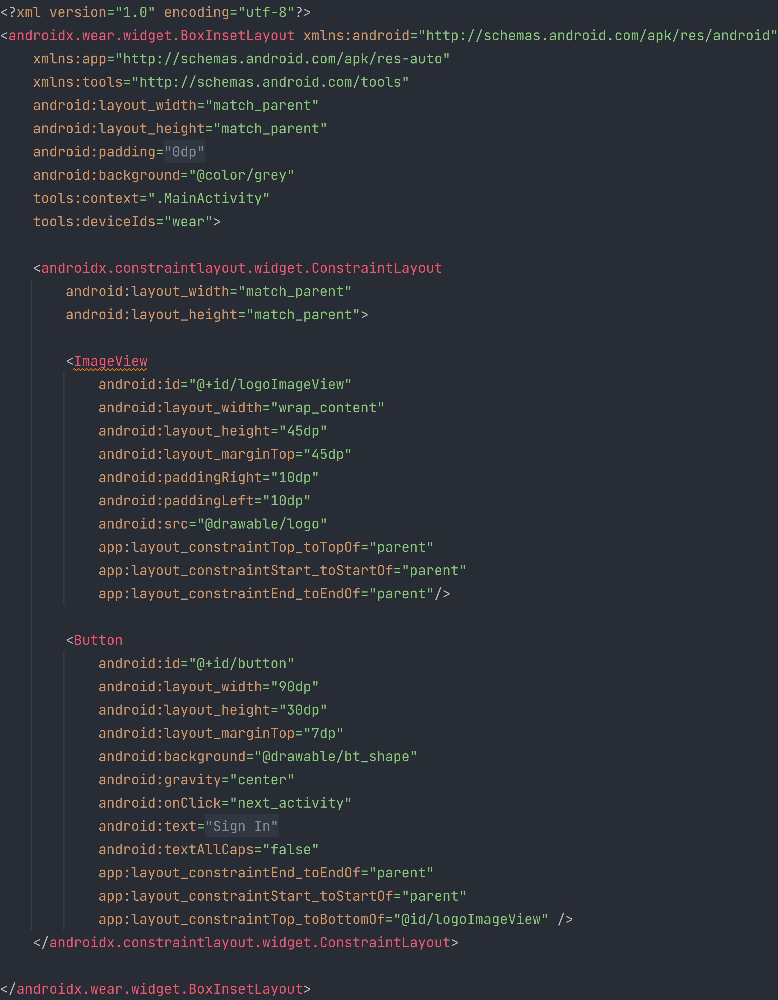 <?xml version="1.0" encoding="utf-8"?>
<androidx.wear.widget.BoxInsetLayout xmlns:android="http://schemas.android.com/apk/res/android"
    xmlns:app="http://schemas.android.com/apk/res-auto"
    xmlns:tools="http://schemas.android.com/tools"
    android:layout_width="match_parent"
    android:layout_height="match_parent"
    android:padding="0dp"
    android:background="@color/grey"
    tools:context=".MainActivity"
    tools:deviceIds="wear">

    <androidx.constraintlayout.widget.ConstraintLayout
        android:layout_width="match_parent"
        android:layout_height="match_parent">

        <ImageView
            android:id="@+id/logoImageView"
            android:layout_width="wrap_content"
            android:layout_height="45dp"
            android:layout_marginTop="45dp"
            android:paddingRight="10dp"
            android:paddingLeft="10dp"
            android:src="@drawable/logo"
            app:layout_constraintTop_toTopOf="parent"
            app:layout_constraintStart_toStartOf="parent"
            app:layout_constraintEnd_toEndOf="parent"/>

        <Button
            android:id="@+id/button"
            android:layout_width="90dp"
            android:layout_height="30dp"
            android:layout_marginTop="7dp"
            android:background="@drawable/bt_shape"
            android:gravity="center"
            android:onClick="next_activity"
            android:text="Sign In"
            android:textAllCaps="false"
            app:layout_constraintEnd_toEndOf="parent"
            app:layout_constraintStart_toStartOf="parent"
            app:layout_constraintTop_toBottomOf="@id/logoImageView" />
    </androidx.constraintlayout.widget.ConstraintLayout>

</androidx.wear.widget.BoxInsetLayout>